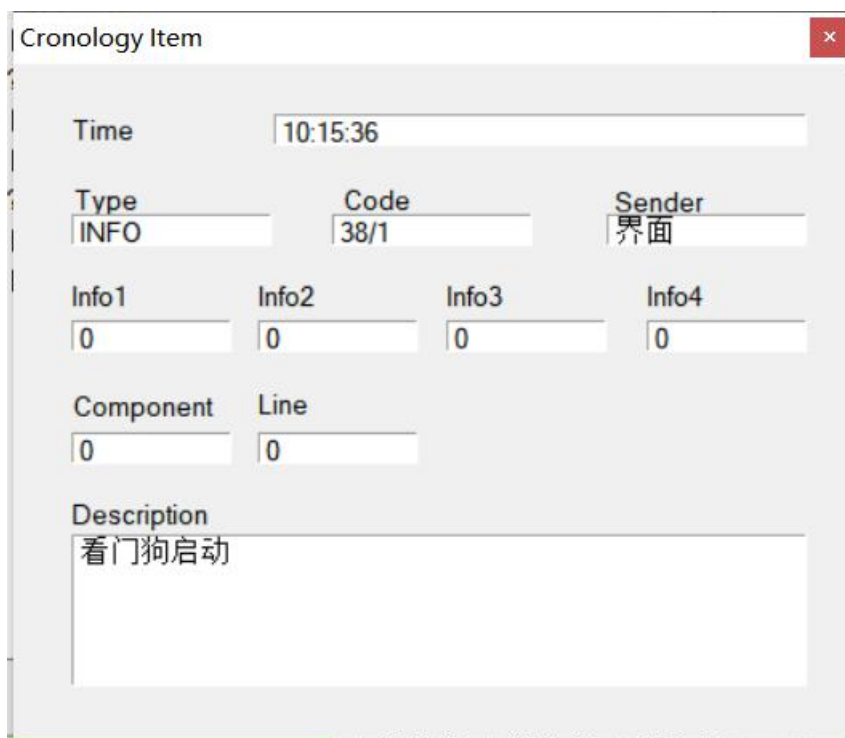 Cronology Item
Time 10:15:36
Type Code Sender
INFO 38/1 界面
Info1 Info2 Info3 Info4
0 0 0 0
Component Line
0 0
Description
看门狗启动